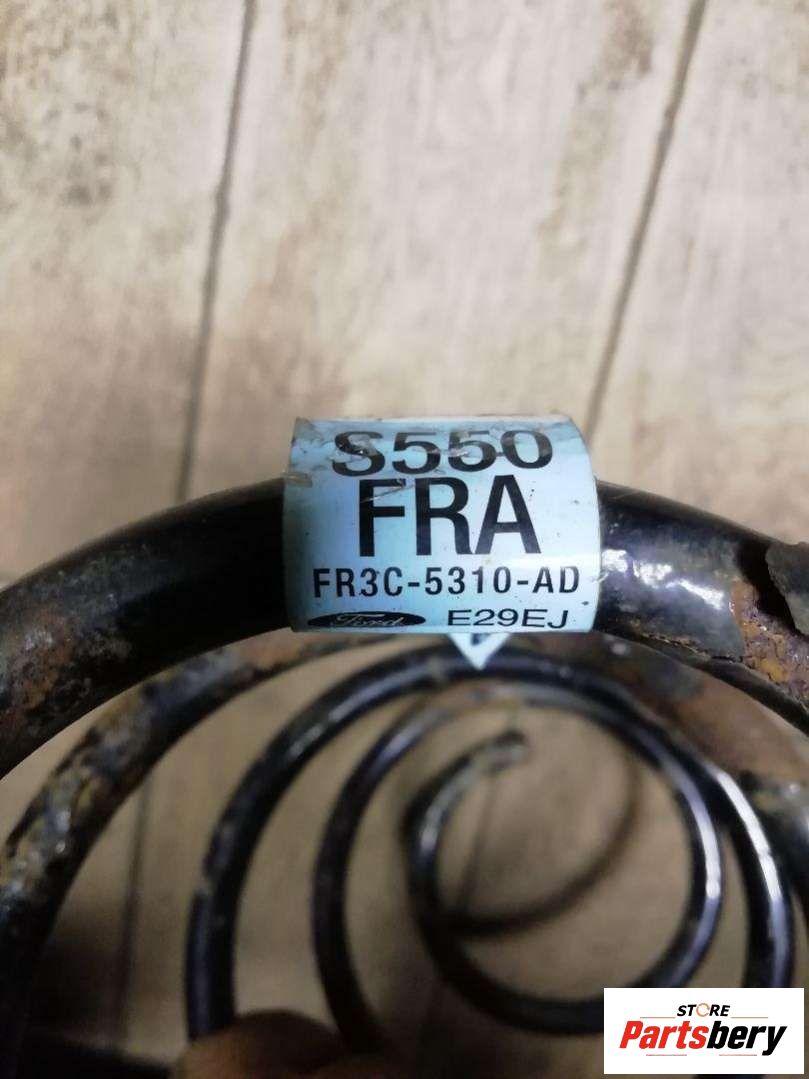 S550
FRA
FR3C-5310-AD
Ford E29EJ
STORE
Partsbery